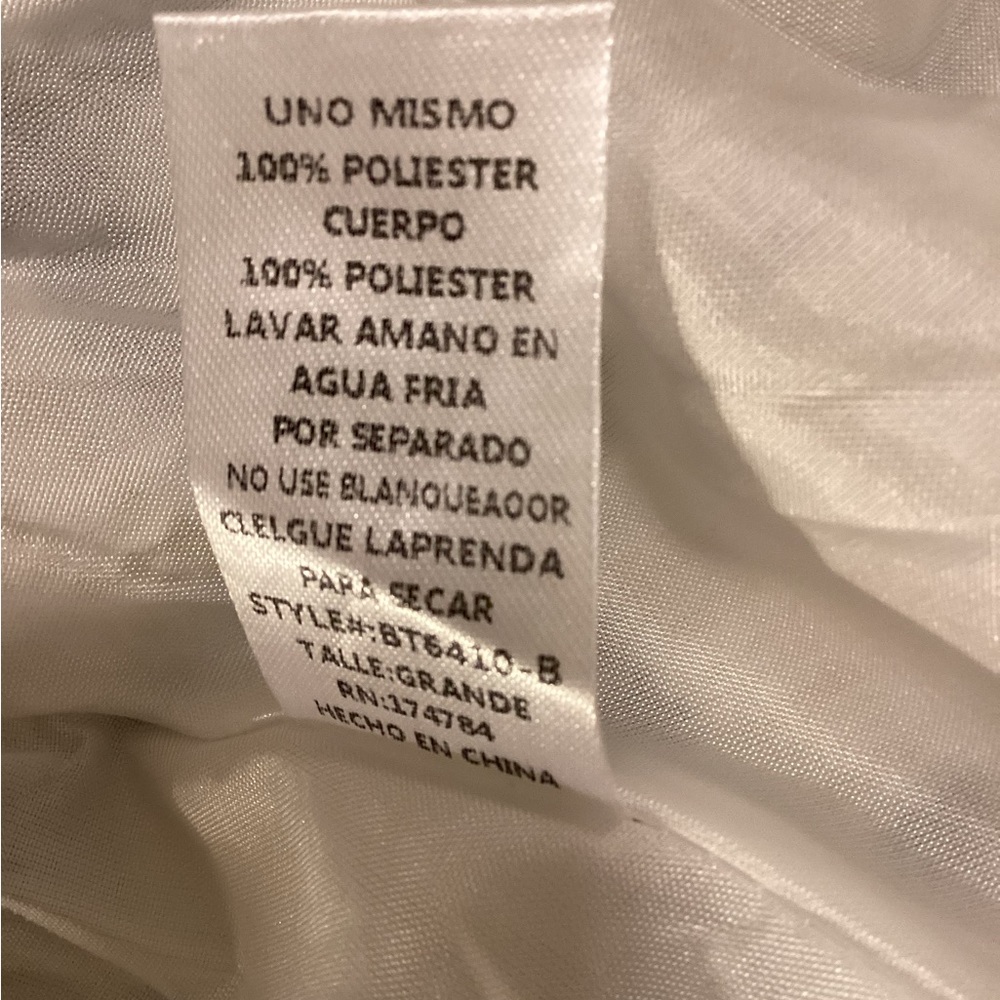 UNO MISMO
100% POLIESTER
CUERPO
100% POLIESTER
LAVAR AMANO EN
AGUA FRIA
POR SEPARADO
NO USE BLANQUEAOOR
CLELGUE LAPRENDA
PARA SECAR
STYLE#:BT6410-B
TALLE:GRANDE
RN:174784
HECHO EN CHINA